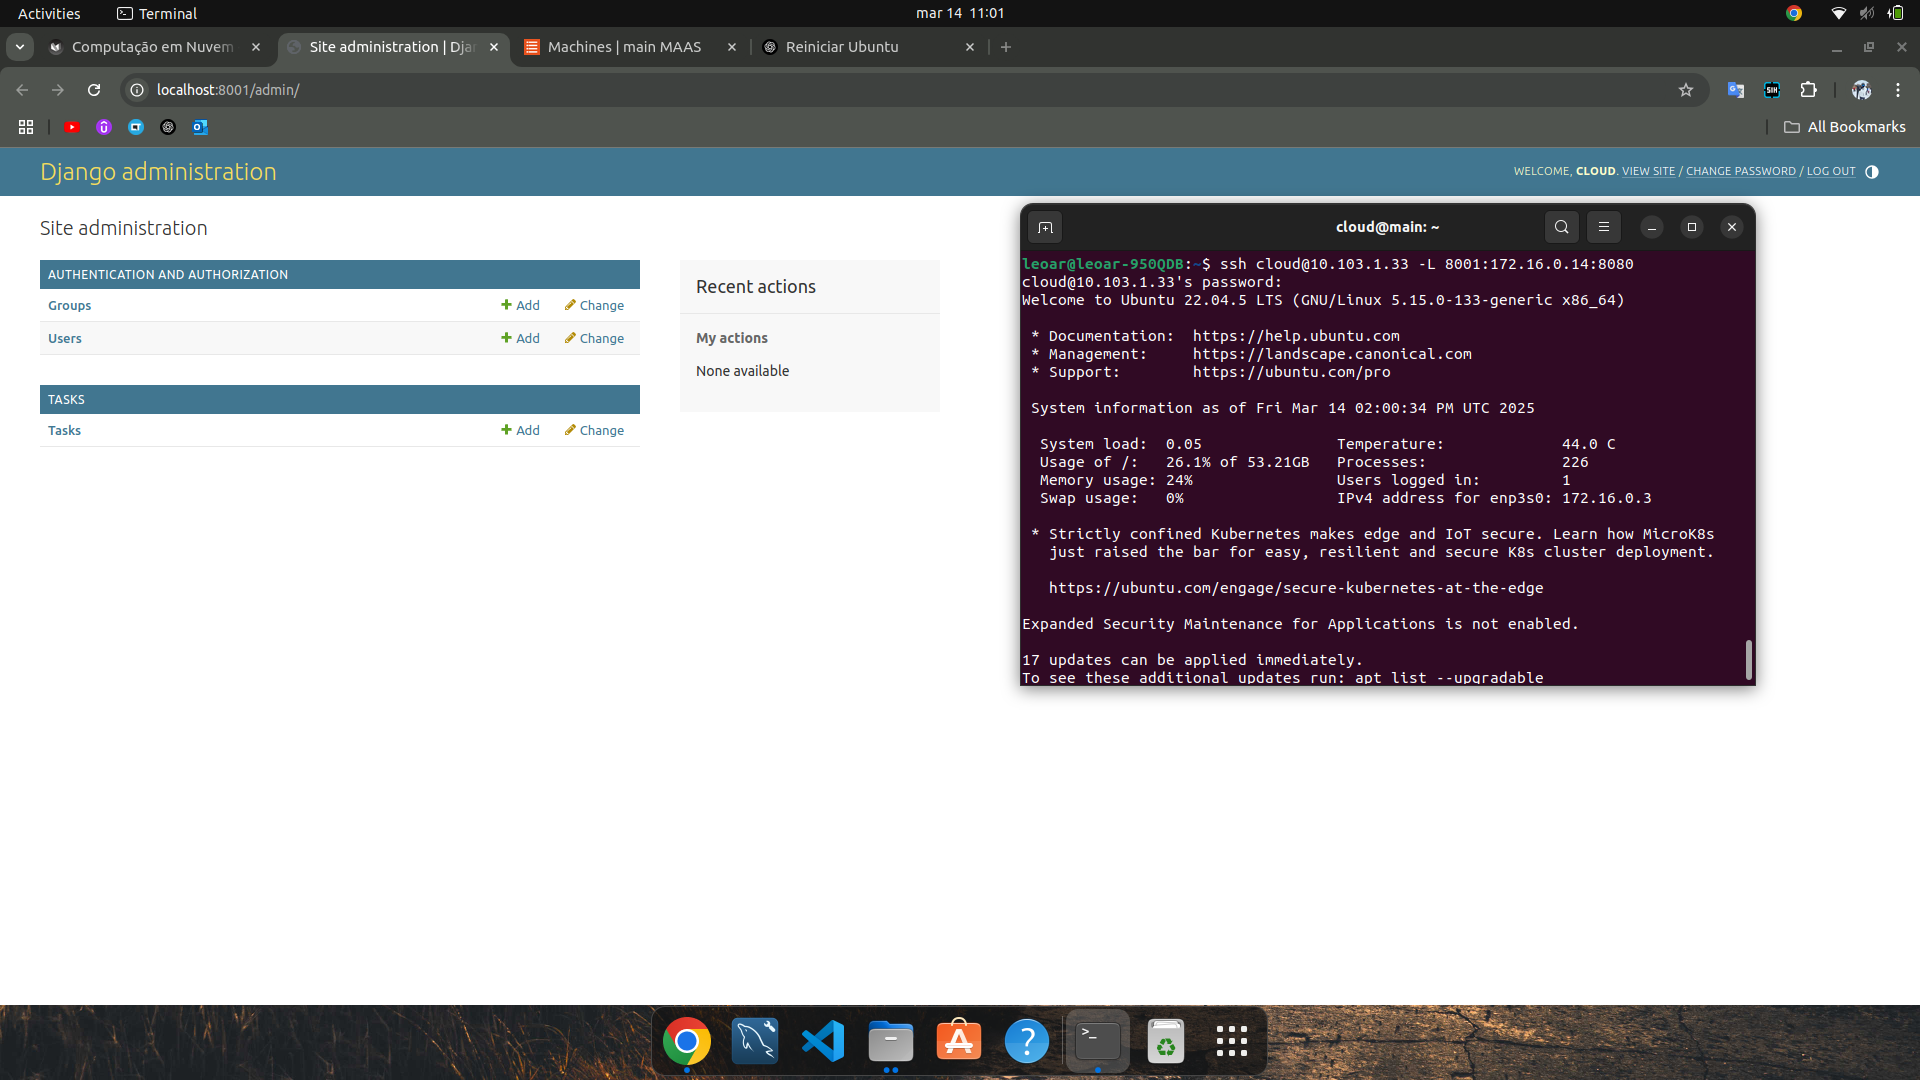 Activities
Terminal
mar 14 11:01
Computação em Nuvem
Site administration | Dja
Machines | main MAAS
Reiniciar Ubuntu
localhost:8001/admin/
All Bookmarks
Django administration
WELCOME, CLOUD. VIEW SITE / CHANGE PASSWORD / LOG OUT
Site administration
AUTHENTICATION AND AUTHORIZATION
Groups Add Change
Users Add Change
TASKS
Tasks Add Change
Recent actions
My actions
None available
cloud@main: ~
leoar@leoar-950QDB:~$ ssh cloud@10.103.1.33 -L 8001:172.16.0.14:8080
cloud@10.103.1.33's password:
Welcome to Ubuntu 22.04.5 LTS (GNU/Linux 5.15.0-133-generic x86_64)
* Documentation: https://help.ubuntu.com
* Management: https://landscape.canonical.com
* Support: https://ubuntu.com/pro
System information as of Fri Mar 14 02:00:34 PM UTC 2025
System load: 0.05 Temperature: 44.0 C
Usage of /: 26.1% of 53.21GB Processes: 226
Memory usage: 24% Users logged in: 1
Swap usage: 0% IPv4 address for enp3s0: 172.16.0.3
* Strictly confined Kubernetes makes edge and IoT secure. Learn how MicroK8s
just raised the bar for easy, resilient and secure K8s cluster deployment.
https://ubuntu.com/engage/secure-kubernetes-at-the-edge
Expanded Security Maintenance for Applications is not enabled.
17 updates can be applied immediately.
To see these additional updates run: apt list --upgradable